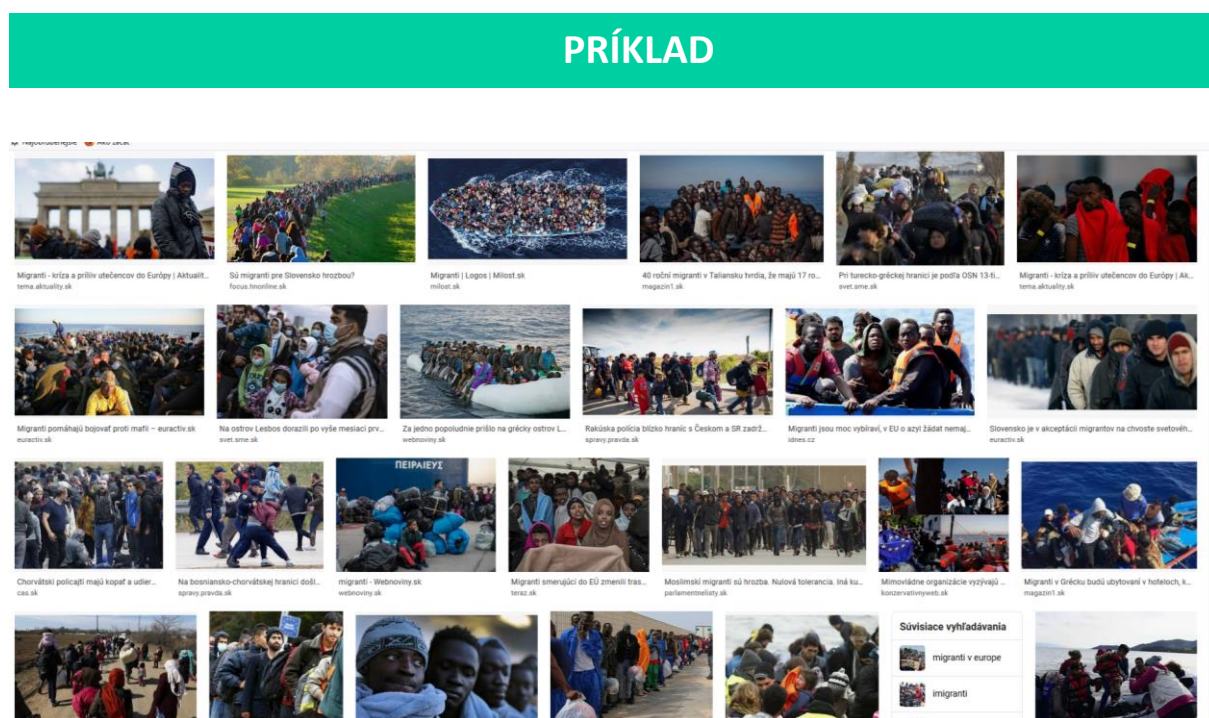 PRÍKLAD
Migranti - kríza a príliv utečencov do Európy | Aktualit...
tema.aktuality.sk
Sú migranti pre Slovensko hrozbou?
focus.hnonline.sk
Migranti | Logos | Milost.sk
milost.sk
40 roční migranti v Taliansku tvrdia, že majú 17 ro...
magazin1.sk
Pri turecko-gréckej hranici je podľa OSN 13-ti...
svet.sme.sk
Migranti - kríza a príliv utečencov do Európy | Ak...
tema.aktuality.sk
Migranti pomáhajú bojovať proti mafii – euractiv.sk
euractiv.sk
Na ostrov Lesbos dorazili po vyše mesiaci prv...
svet.sme.sk
Za jedno popoludnie prišlo na grécky ostrov L...
webnoviny.sk
Rakúska polícia blízko hraníc s Českom a SR zadrž...
spravy.pravda.sk
Migranti jsou moc vybíraví, v EU o azyl žádat nemaj...
idnes.cz
Slovensko je v akceptácii migrantov na chvoste svetovéh...
euractiv.sk
ΠΕΙΡΑΙΕΥΣ
Chorvátski policajti majú kopať a udier...
cas.sk
Na bosniansko-chorvátskej hranici došl...
spravy.pravda.sk
migranti - Webnoviny.sk
webnoviny.sk
Migranti smerujúci do EÚ zmenili tras...
teraz.sk
Moslimskí migranti sú hrozba. Nulová tolerancia. Iná ku...
parlamentnelisty.sk
Mimovládne organizácie vyzývajú ...
konzervativnyweb.sk
Migranti v Grécku budú ubytovaní v hoteloch, k...
magazin1.sk
Súvisiace vyhľadávania
migranti v europe
imigranti